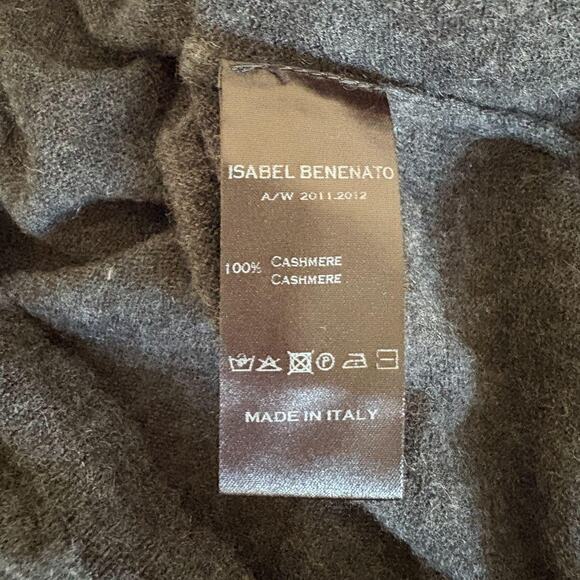 ISABEL BENENATO
A/W 2011.2012
100% CASHMERE
CASHMERE
P
MADE IN ITALY